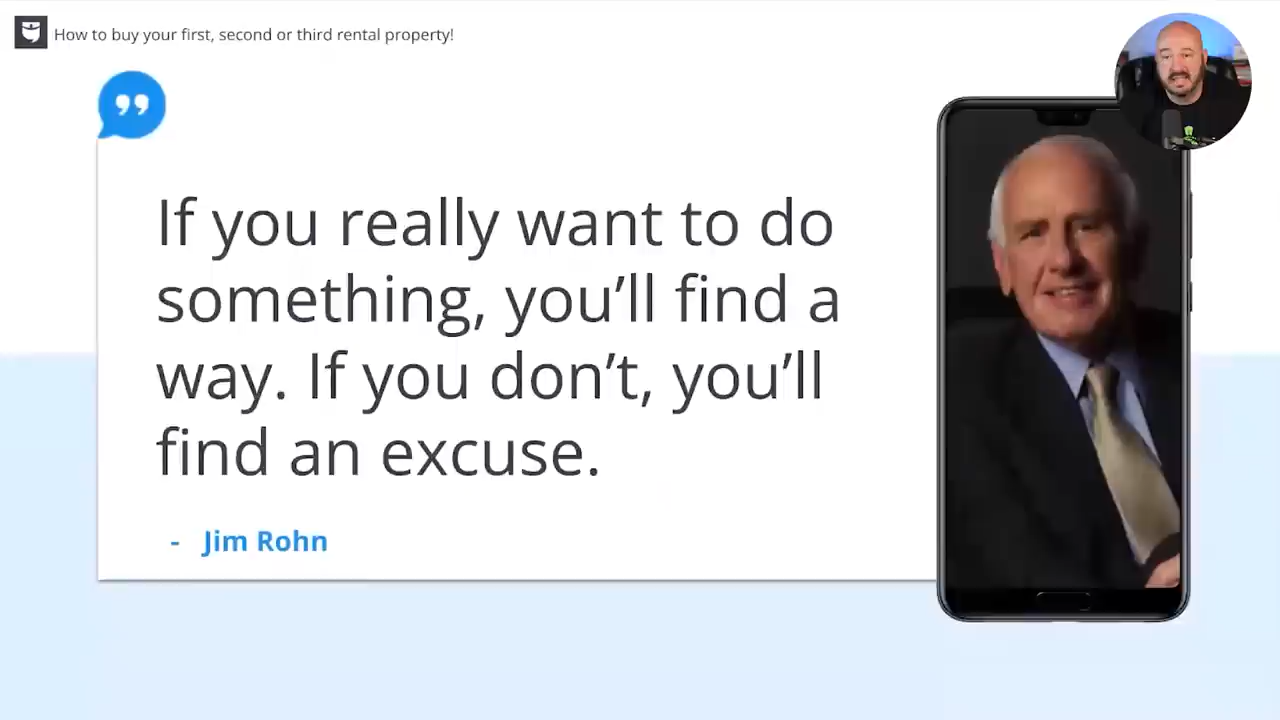 How to buy your first, second or third rental property!
If you really want to do
something, you’ll find a
way. If you don’t, you’ll
find an excuse.
- Jim Rohn